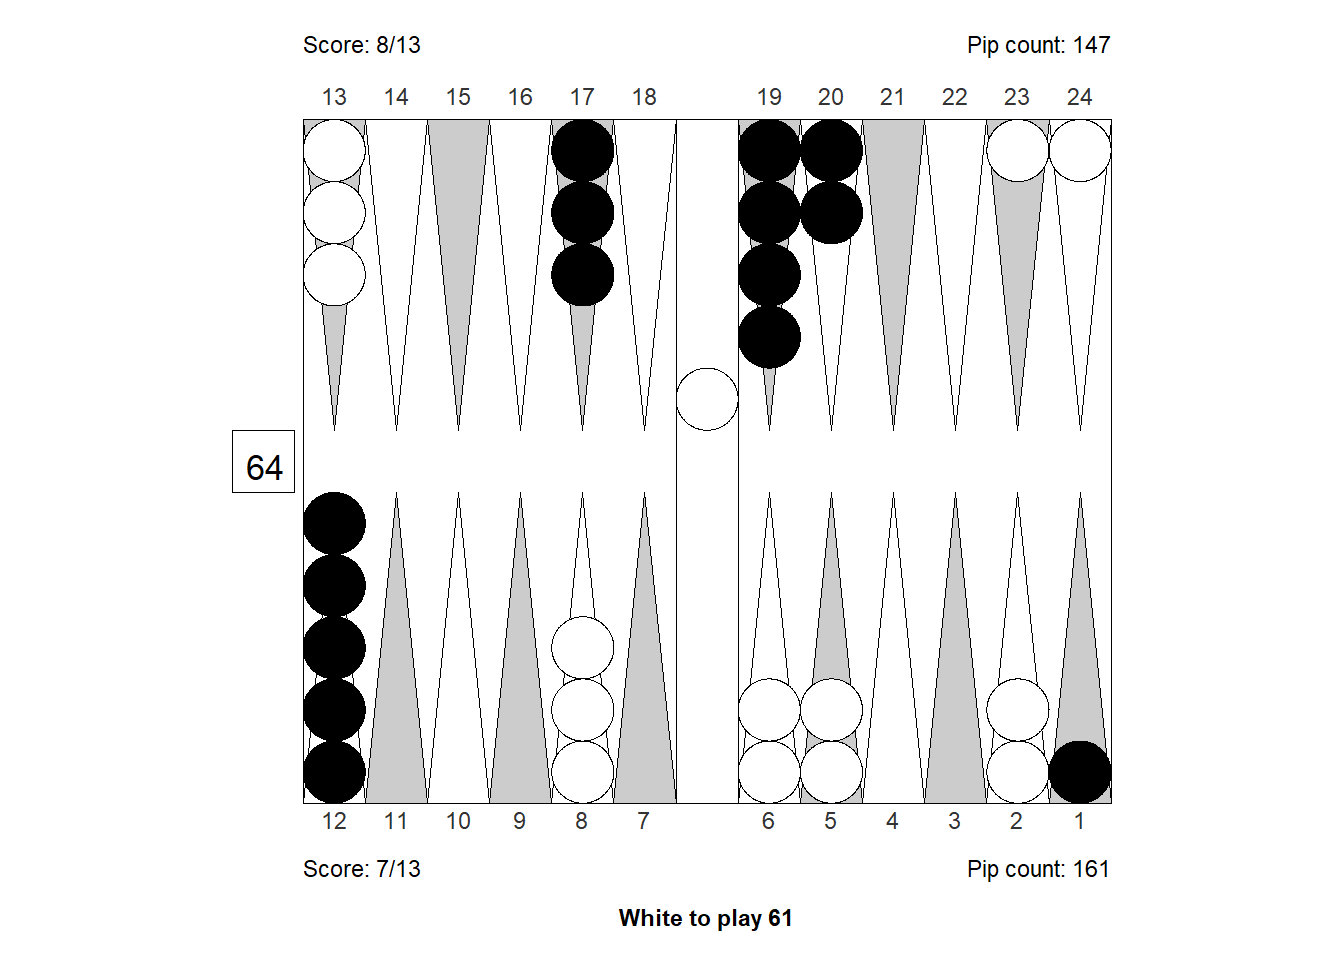 Score: 8/13 Pip count: 147
13 14 15 16 17 18 19 20 21 22 23 24
64
12 11 10 9 8 7 6 5 4 3 2 1
Score: 7/13 Pip count: 161
White to play 61